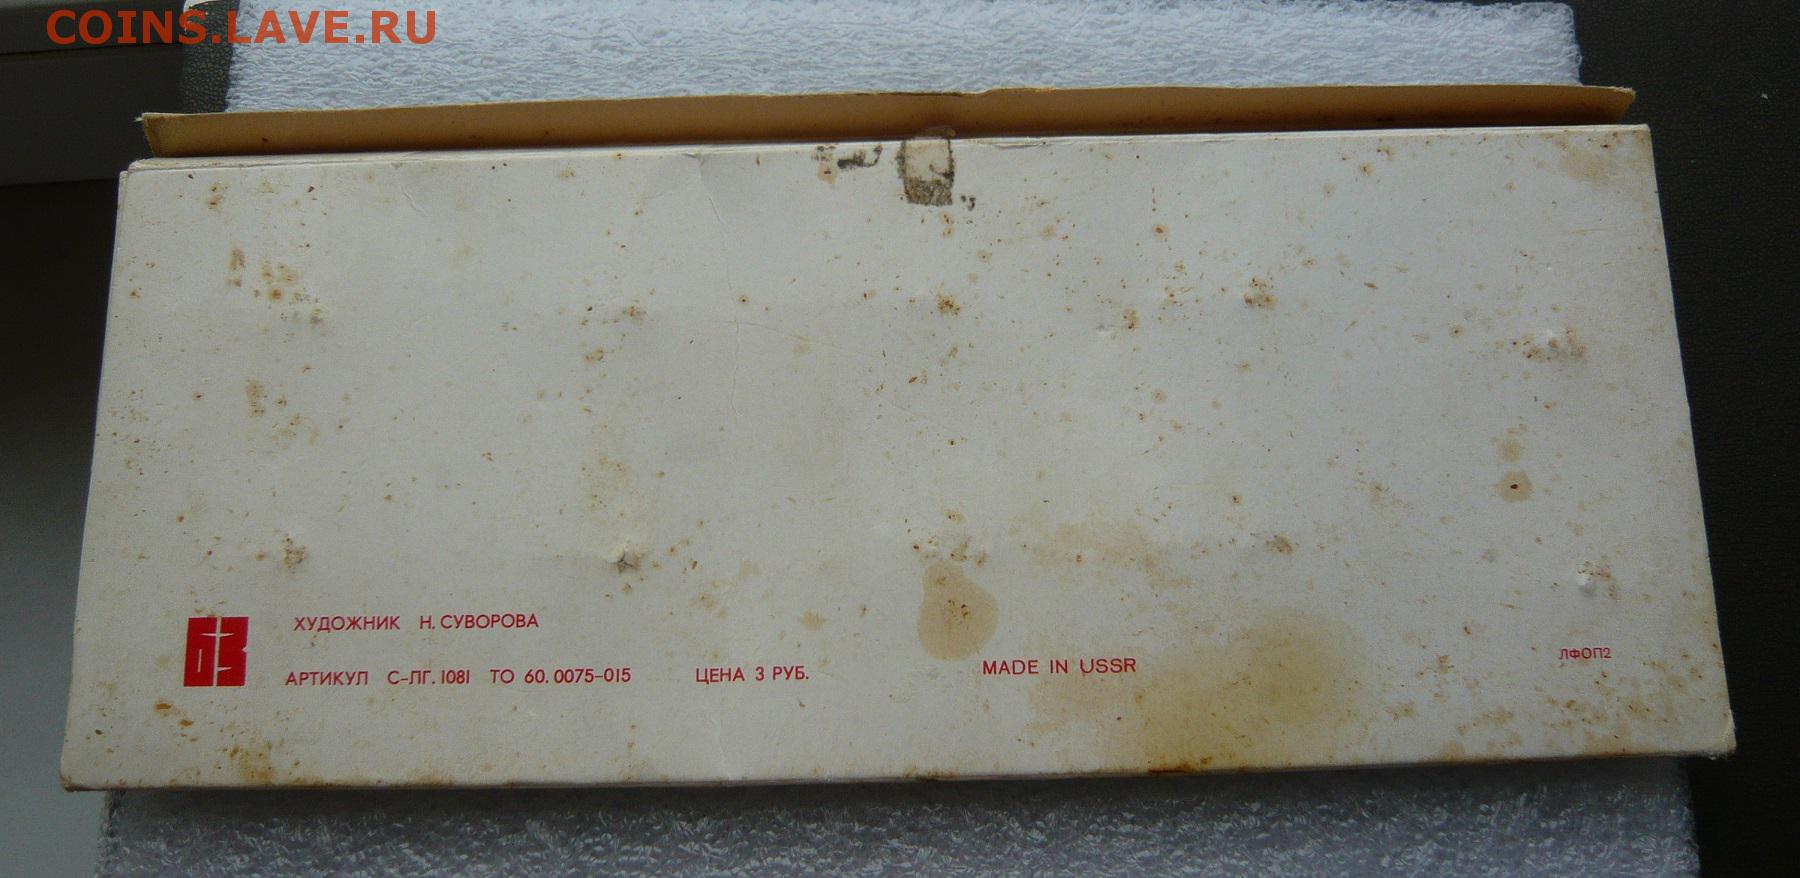 COINS.LAVE.RU
ХУДОЖНИК Н. СУВОРОВА
АРТИКУЛ С-ЛГ. 1081 ТО 60. 0075-015 ЦЕНА 3 РУБ.
MADE IN USSR
ЛФОП2